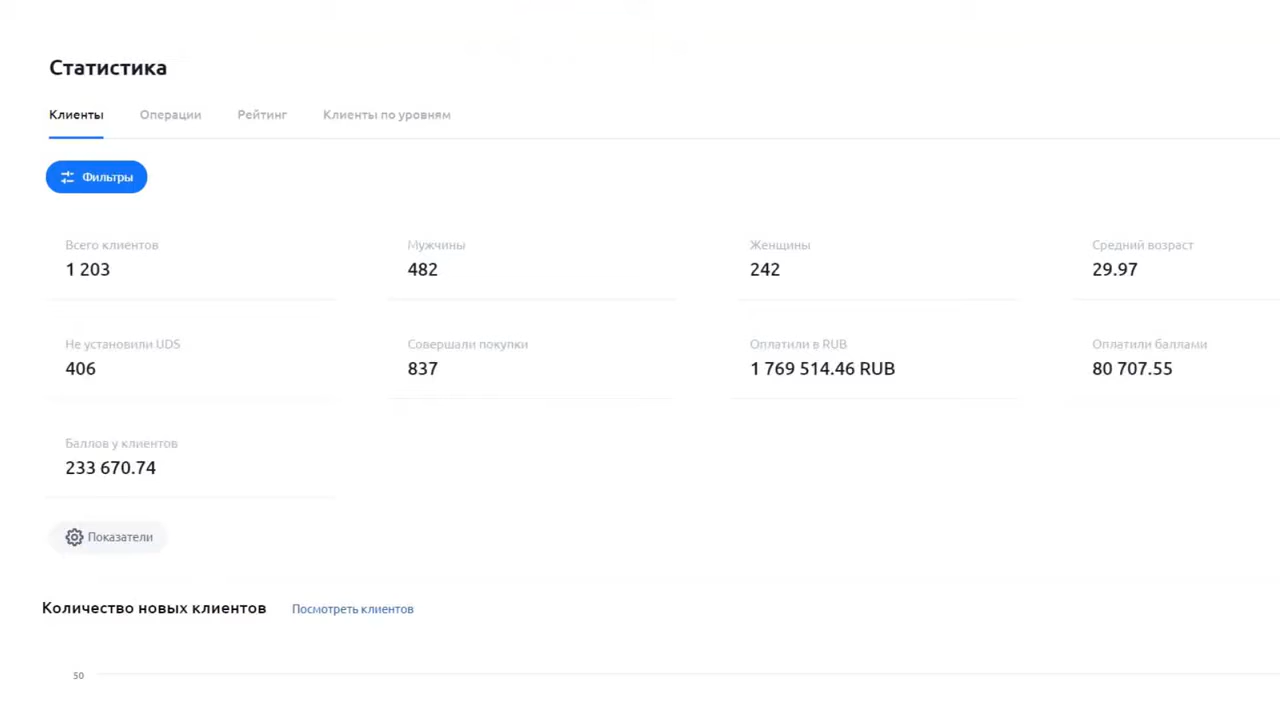 Статистика
Клиенты Операции Рейтинг Клиенты по уровням
Фильтры
Всего клиентов Мужчины Женщины Средний возраст
1 203 482 242 29.97
Не установили UDS Совершали покупки Оплатили в RUB Оплатили баллами
406 837 1 769 514.46 RUB 80 707.55
Баллов у клиентов
233 670.74
Показатели
Количество новых клиентов Посмотреть клиентов
50